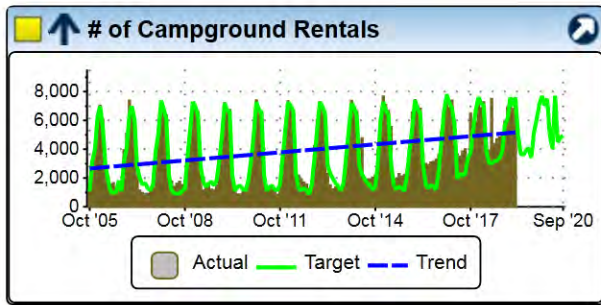 # of Campground Rentals
8,000
6,000
4,000
2,000
0
Oct '05 Oct '08 Oct '11 Oct '14 Oct '17 Sep '20
Actual Target Trend